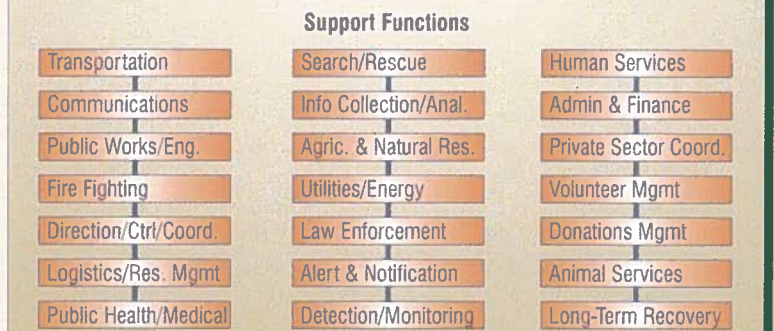 Support Functions
Transportation
Communications
Public Works/Eng.
Fire Fighting
Direction/Ctrl/Coord.
Logistics/Res. Mgmt
Public Health/Medical
Search/Rescue
Info Collection/Anal.
Agric. & Natural Res.
Utilities/Energy
Law Enforcement
Alert & Notification
Detection/Monitoring
Human Services
Admin & Finance
Private Sector Coord.
Volunteer Mgmt
Donations Mgmt
Animal Services
Long-Term Recovery